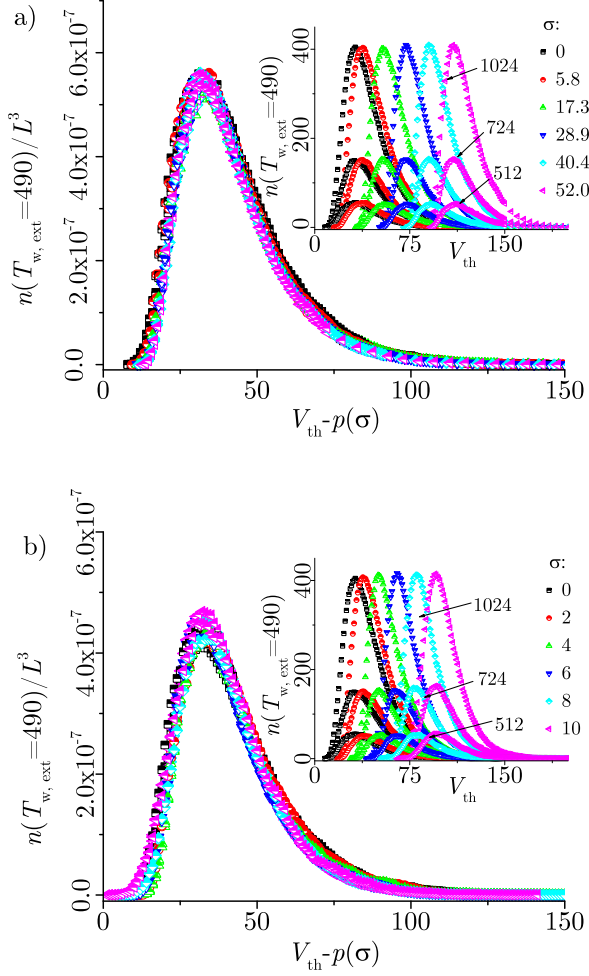 a)
n(T_w, ext=490)/L^3
6.0x10^-7
4.0x10^-7
2.0x10^-7
0.0
0 50 100 150
V_th-p(σ)
n(T_w, ext=490)
400
200
0
0 75 150
V_th
1024
724
512
σ:
0
5.8
17.3
28.9
40.4
52.0
b)
n(T_w, ext=490)/L^3
6.0x10^-7
4.0x10^-7
2.0x10^-7
0.0
0 50 100 150
V_th-p(σ)
n(T_w, ext=490)
400
200
0
0 75 150
V_th
1024
724
512
σ:
0
2
4
6
8
10